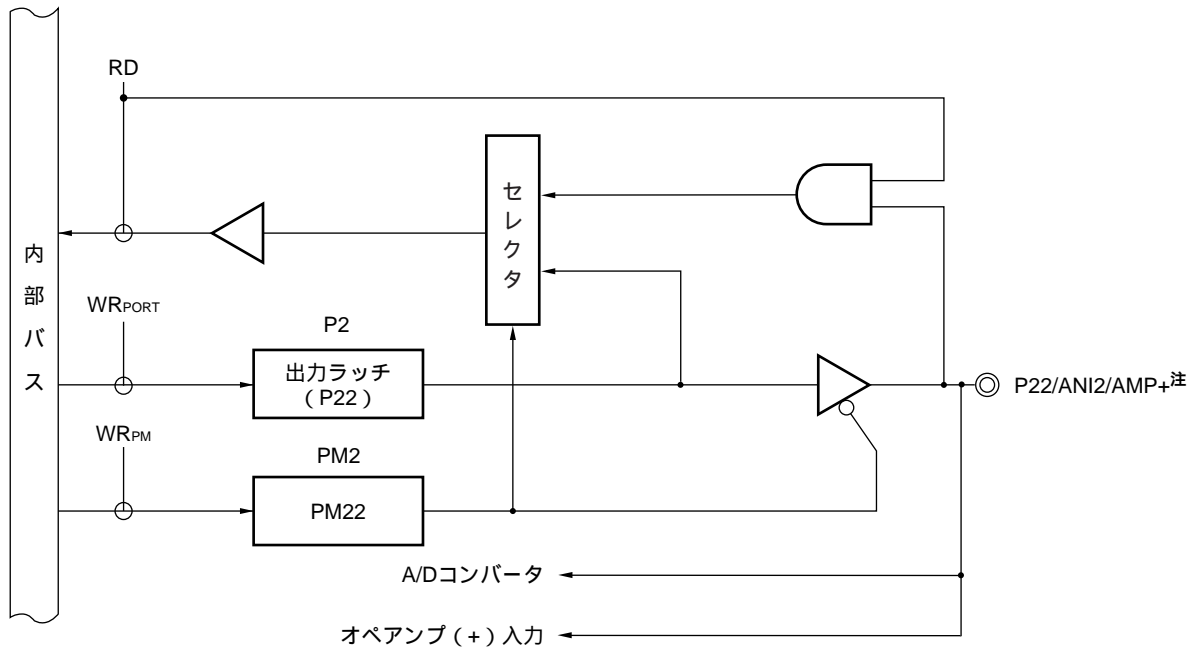 RD
セレクタ
内部バス
WRPORT
P2
出力ラッチ
（P22）
P22/ANI2/AMP+注
WRPM
PM2
PM22
A/Dコンバータ
オペアンプ（+）入力